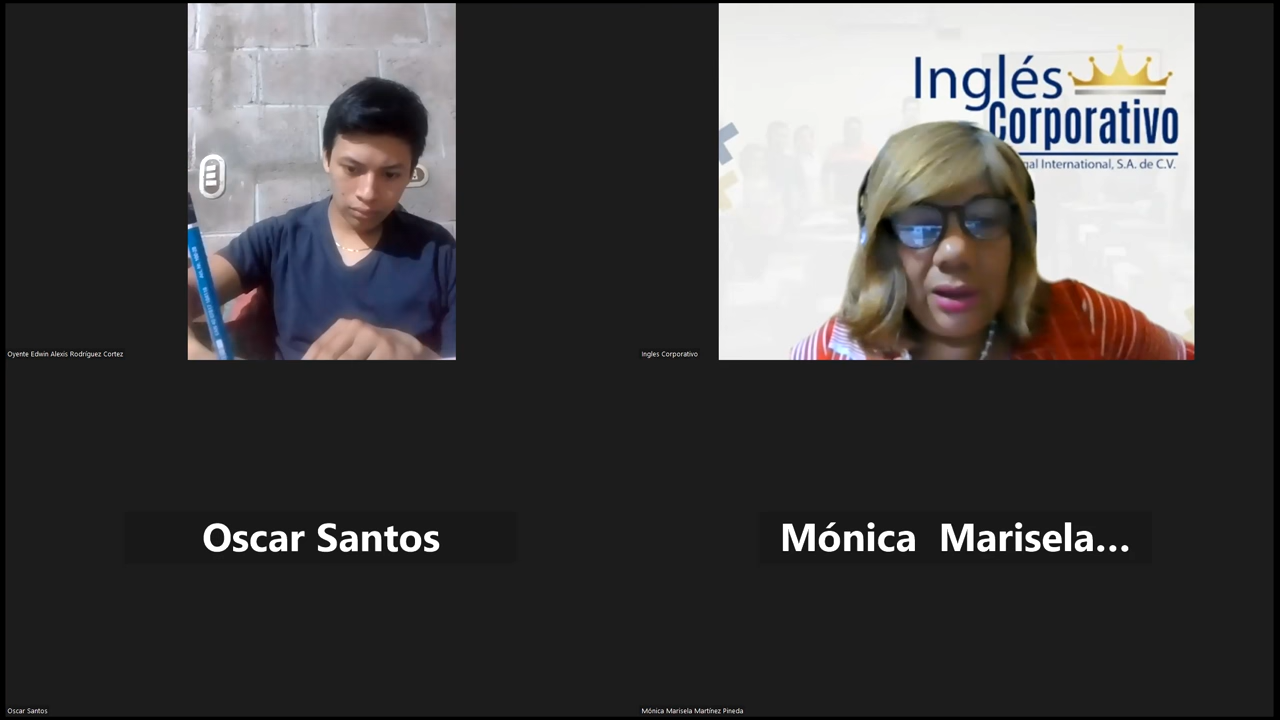 Inglés
Corporativo
gal International, S.A. de C.V.
Oyente Edwin Alexis Rodríguez Cortez
Ingles Corporativo
Oscar Santos
Mónica Marisela...
Oscar Santos
Mónica Marisela Martínez Pineda